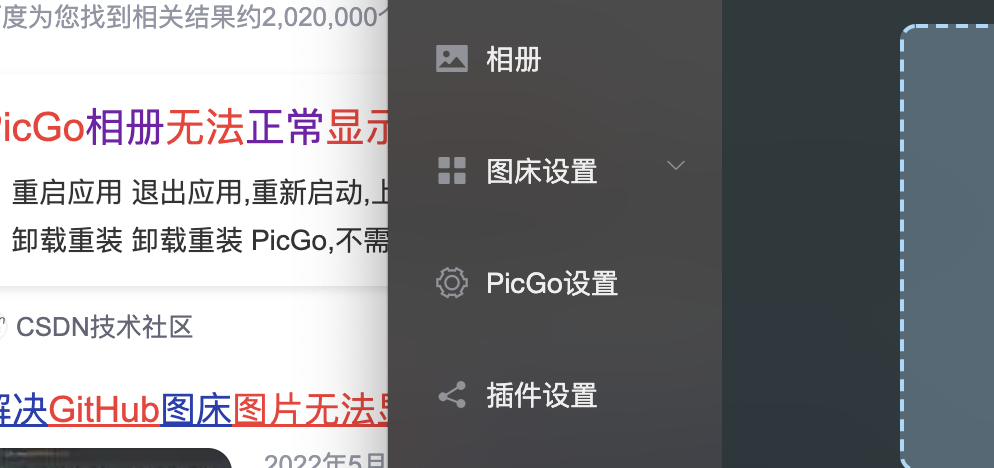 度为您找到相关结果约2,020,000个
PicGo相册无法正常显示
重启应用 退出应用,重新启动,上
卸载重装 卸载重装 PicGo,不需
CSDN技术社区
解决GitHub图床图片无法显
2022年5月
相册
图床设置
PicGo设置
插件设置